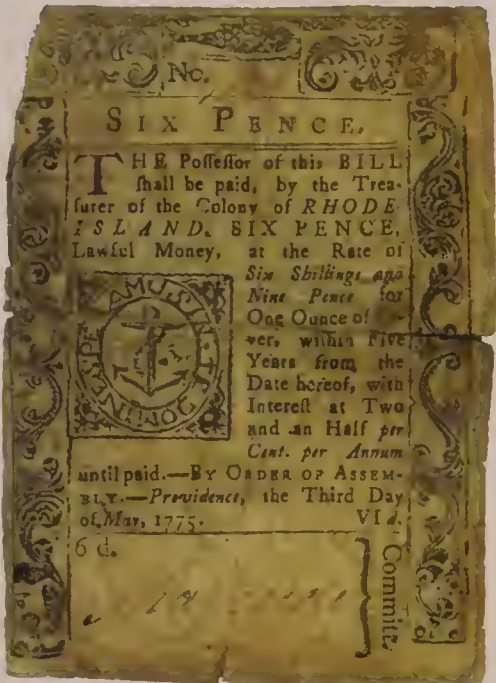 No.
SIX PENCE.
THE Poſſeſſor of this BILL
ſhall be paid, by the Trea-
ſurer of the Colony of RHODE
ISLAND, SIX PENCE,
Lawful Money, at the Rate of
Six Shillings and
Nine Pence for
One Ounce of
ver, within Five
Years from the
Date hereof, with
Intereſt at Two
and an Half per
Cent. per Annum
until paid.—BY ORDER OF ASSEM-
BLY.—Providence, the Third Day
of May, 1775. VI d.
6 d.
Committ.